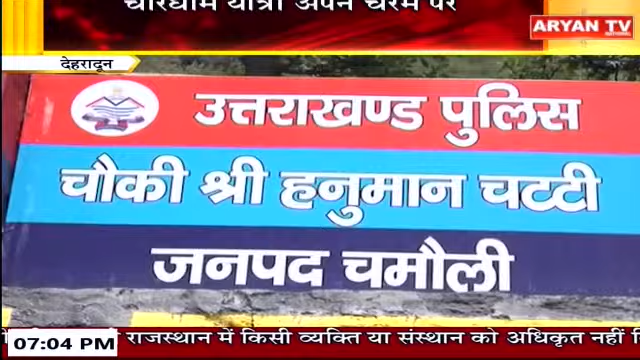 चारधाम यात्रा अपने चरम पर
ARYAN TV
NATIONAL
देहरादून
उत्तराखण्ड पुलिस
चौकी श्री हनुमान चट्टी
जनपद चमौली
07:04 PM
राजस्थान में किसी व्यक्ति या संस्थान को अधिकृत नहीं